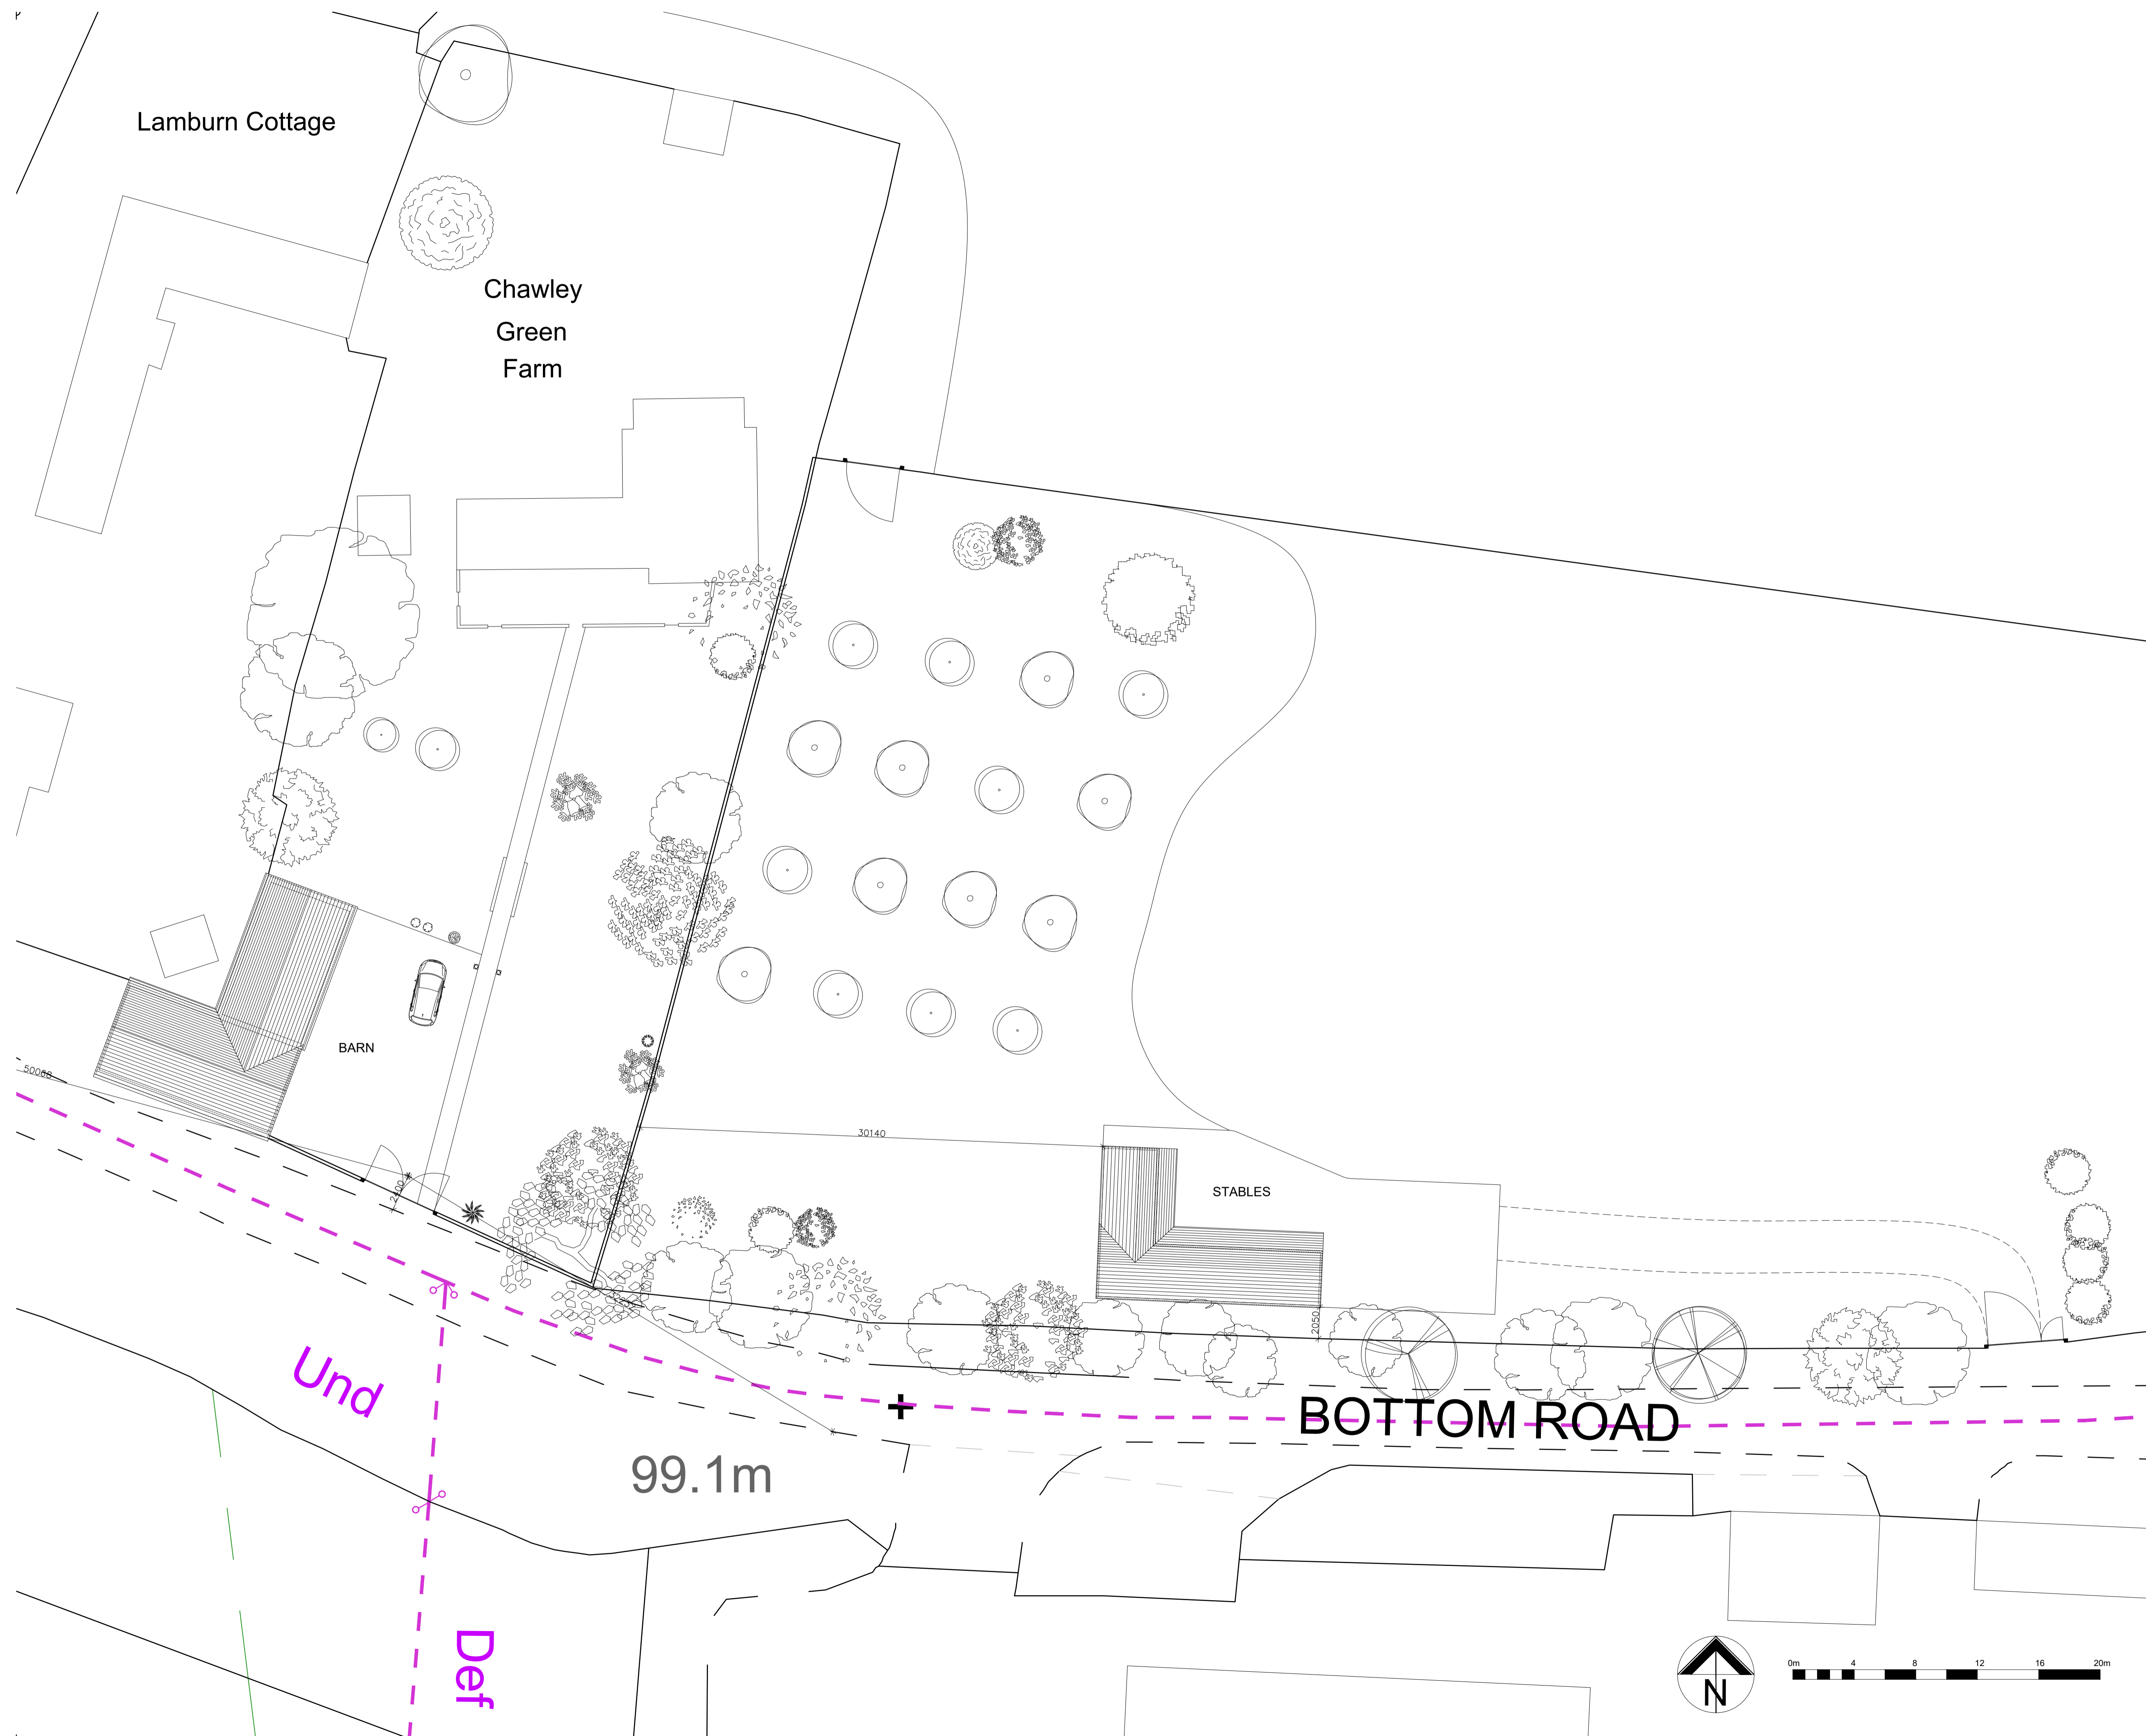 Lamburn Cottage
Chawley
Green
Farm
BARN
50068
2400
30140
STABLES
2050
Und
BOTTOM ROAD
99.1m
Def
N
0m 4 8 12 16 20m